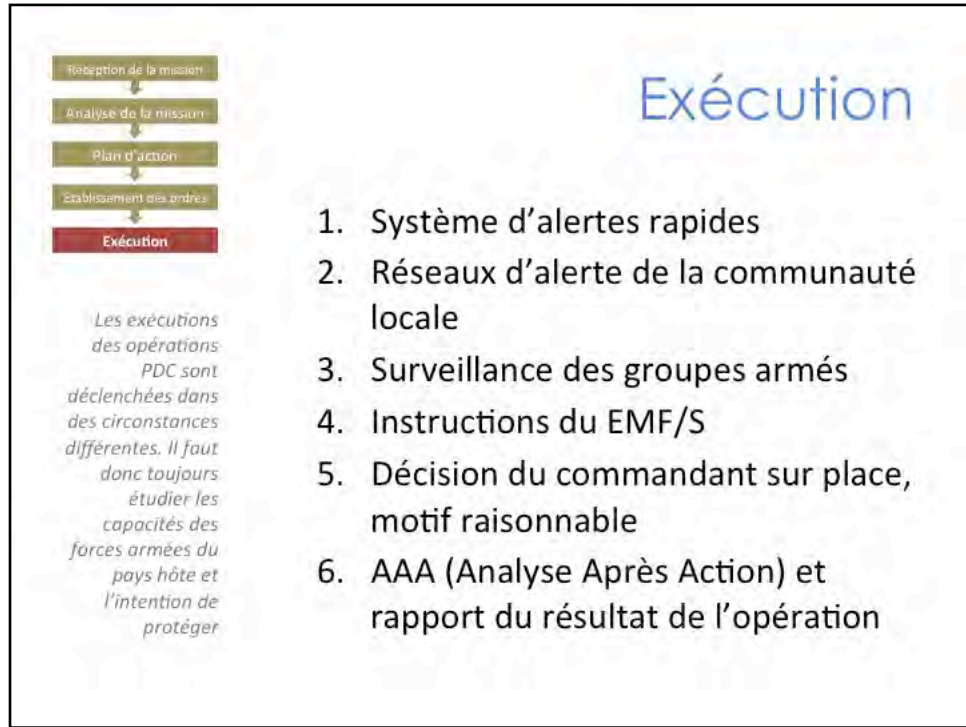 Réception de la mission
Analyse de la mission
Plan d'action
Etablissement des ordres
Exécution
Les exécutions
des opérations
PDC sont
déclenchées dans
des circonstances
différentes. Il faut
donc toujours
étudier les
capacités des
forces armées du
pays hôte et
l'intention de
protéger
Exécution
1. Système d'alertes rapides
2. Réseaux d'alerte de la communauté
locale
3. Surveillance des groupes armés
4. Instructions du EMF/S
5. Décision du commandant sur place,
motif raisonnable
6. AAA (Analyse Après Action) et
rapport du résultat de l'opération